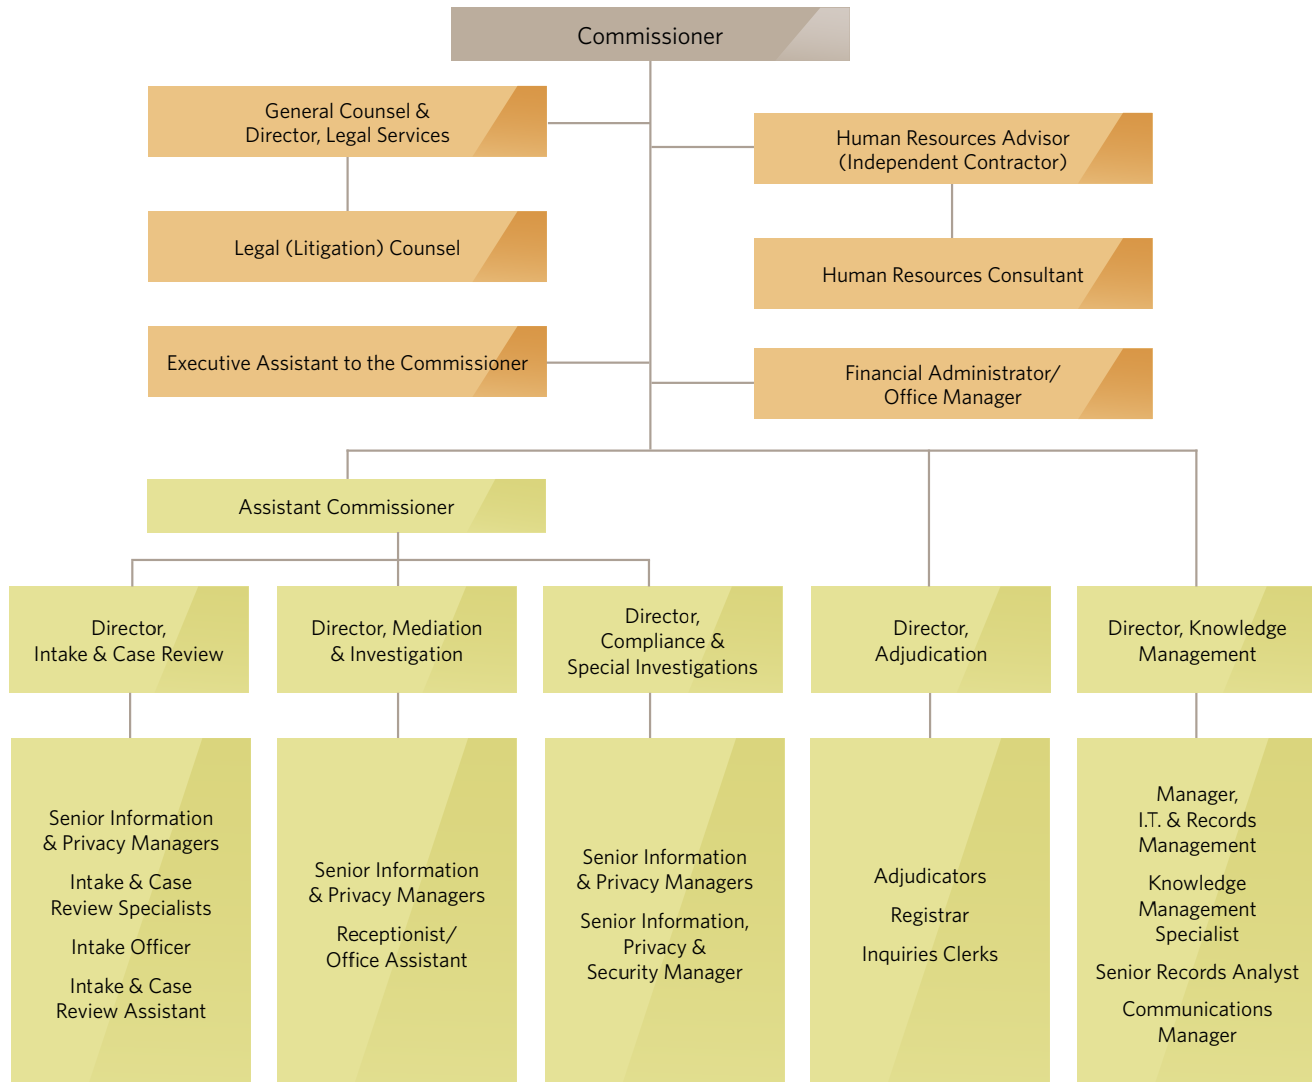 Commissioner
General Counsel &
Director, Legal Services
Human Resources Advisor
(Independent Contractor)
Legal (Litigation) Counsel
Human Resources Consultant
Executive Assistant to the Commissioner
Financial Administrator/
Office Manager
Assistant Commissioner
Director,
Intake & Case Review
Director, Mediation
& Investigation
Director,
Compliance &
Special Investigations
Director,
Adjudication
Director, Knowledge
Management
Senior Information
& Privacy Managers
Intake & Case
Review Specialists
Intake Officer
Intake & Case
Review Assistant
Senior Information
& Privacy Managers
Receptionist/
Office Assistant
Senior Information
& Privacy Managers
Senior Information,
Privacy &
Security Manager
Adjudicators
Registrar
Inquiries Clerks
Manager,
I.T. & Records
Management
Knowledge
Management
Specialist
Senior Records Analyst
Communications
Manager